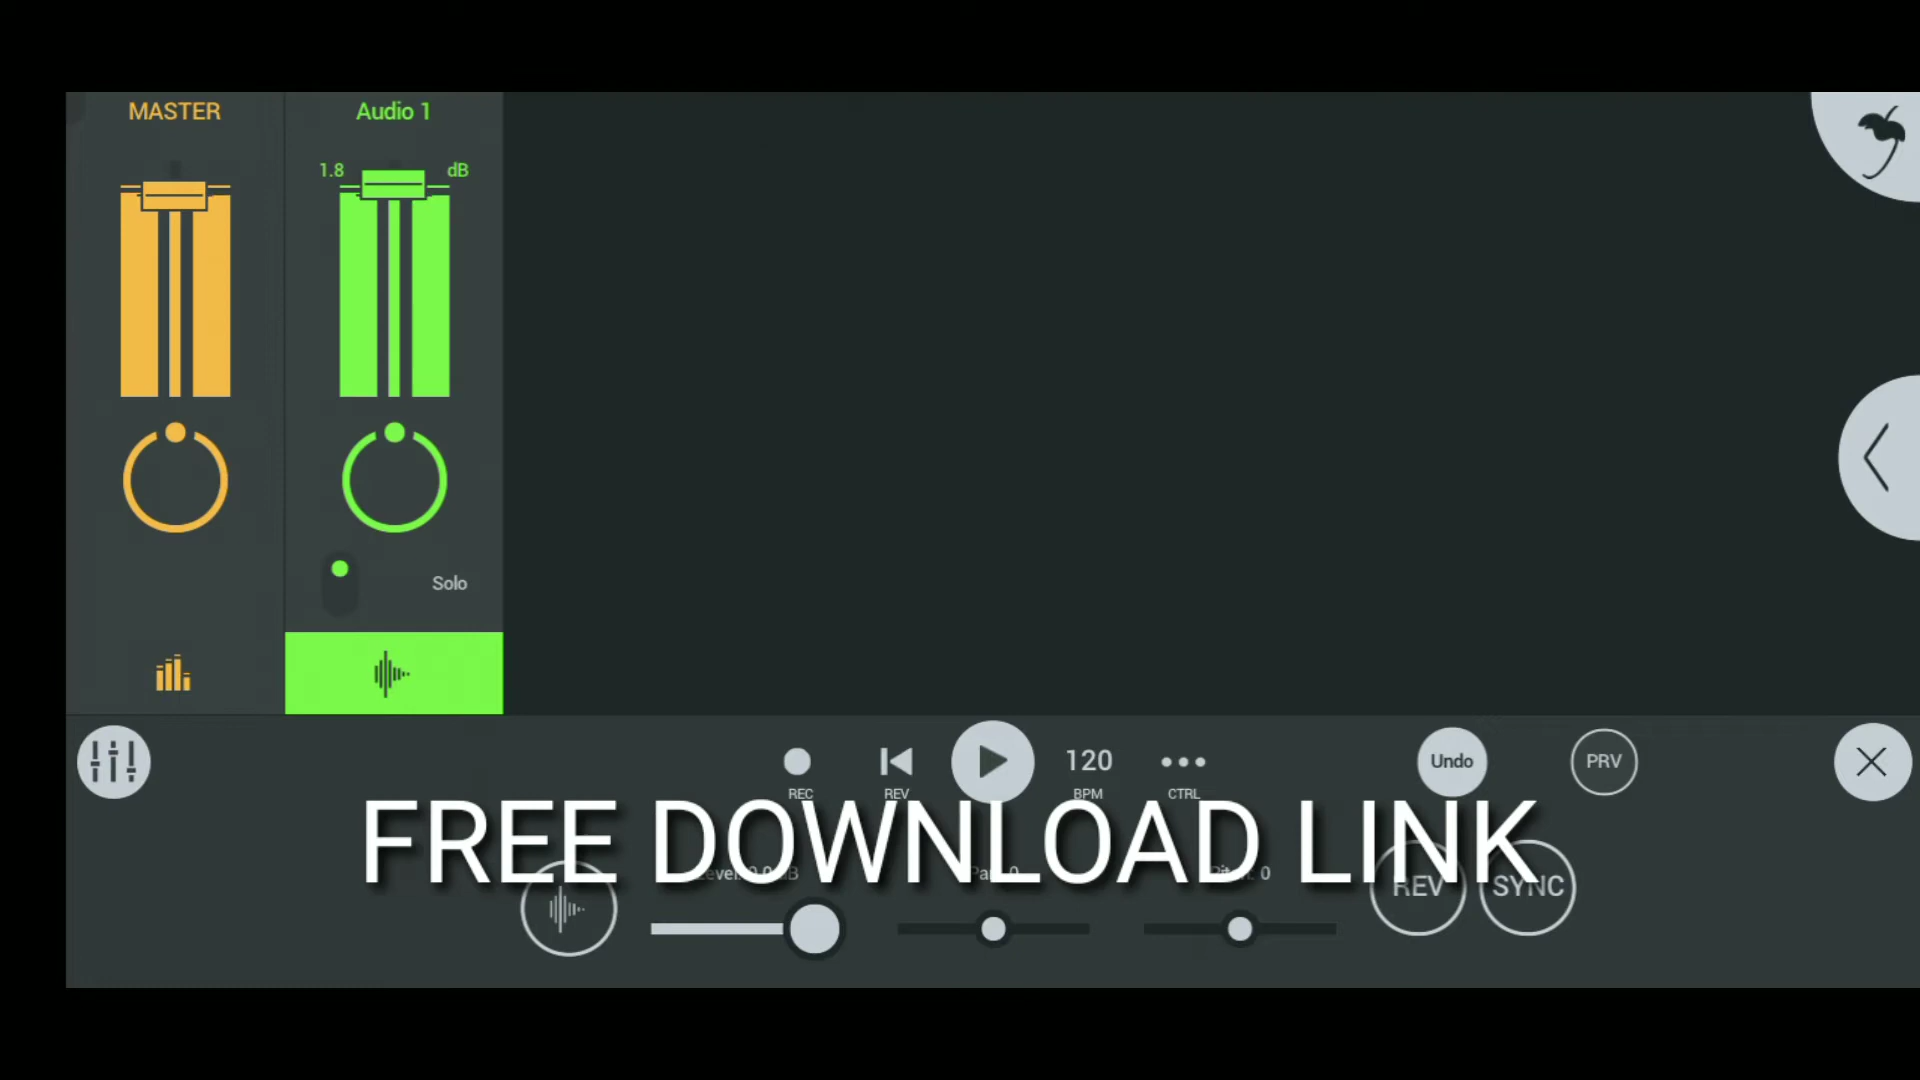 MASTER
Audio 1
1.8
dB
Solo
120
Undo
PRV
REC
REV
BPM
CTRL
FREE DOWNLOAD LINK
REV
SYNC